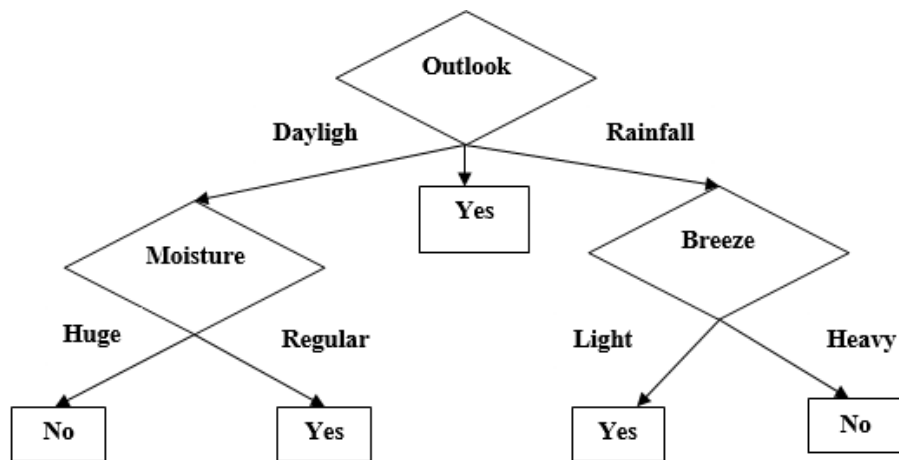 Outlook
Dayligh
Rainfall
Yes
Moisture
Breeze
Huge
Regular
Light
Heavy
No
Yes
Yes
No